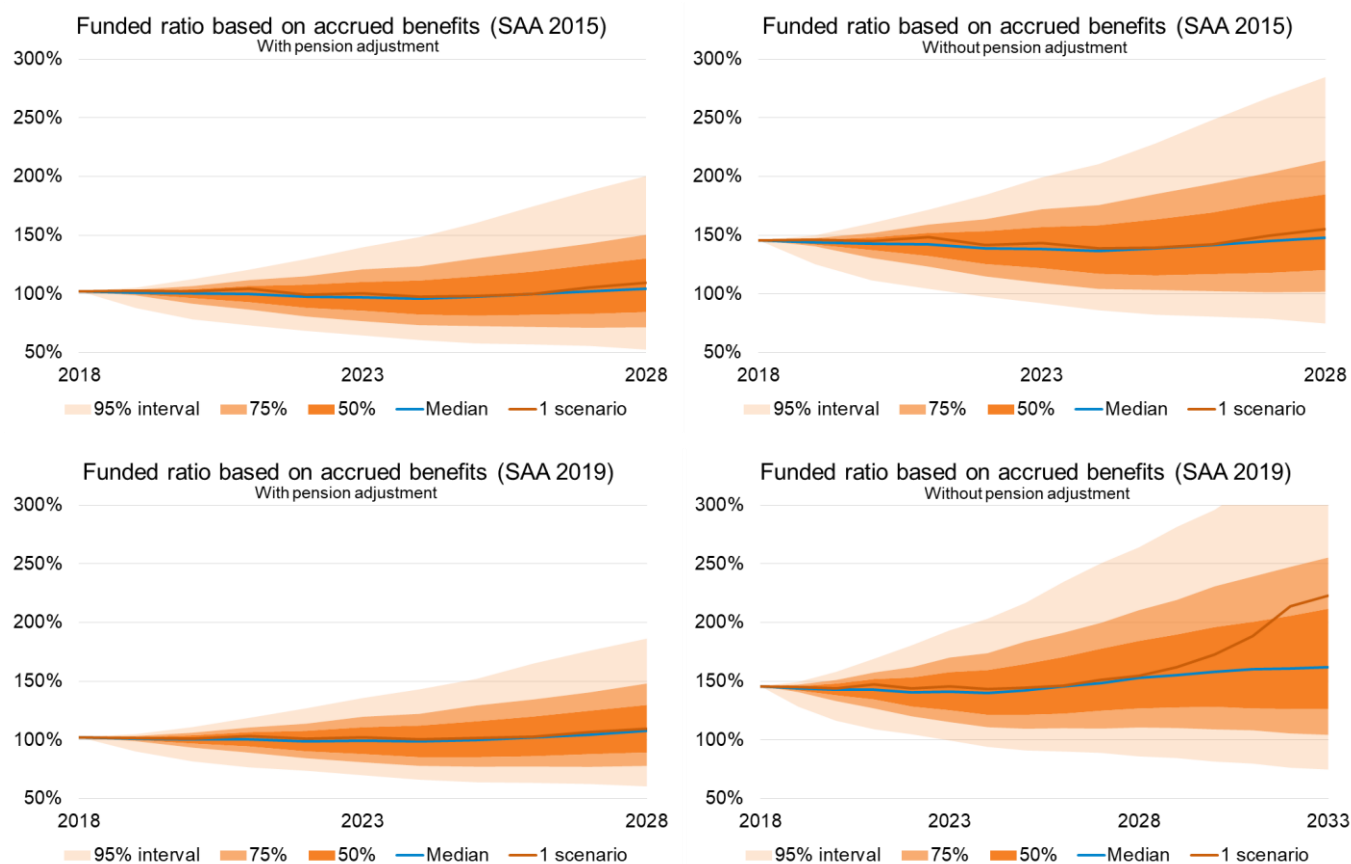 Funded ratio based on accrued benefits (SAA 2015)
With pension adjustment
300%
250%
200%
150%
100%
50%
2018 2023 2028
95% interval 75% 50% Median 1 scenario
Funded ratio based on accrued benefits (SAA 2015)
Without pension adjustment
300%
250%
200%
150%
100%
50%
2018 2023 2028
95% interval 75% 50% Median 1 scenario
Funded ratio based on accrued benefits (SAA 2019)
With pension adjustment
300%
250%
200%
150%
100%
50%
2018 2023 2028
95% interval 75% 50% Median 1 scenario
Funded ratio based on accrued benefits (SAA 2019)
Without pension adjustment
300%
250%
200%
150%
100%
50%
2018 2023 2028 2033
95% interval 75% 50% Median 1 scenario